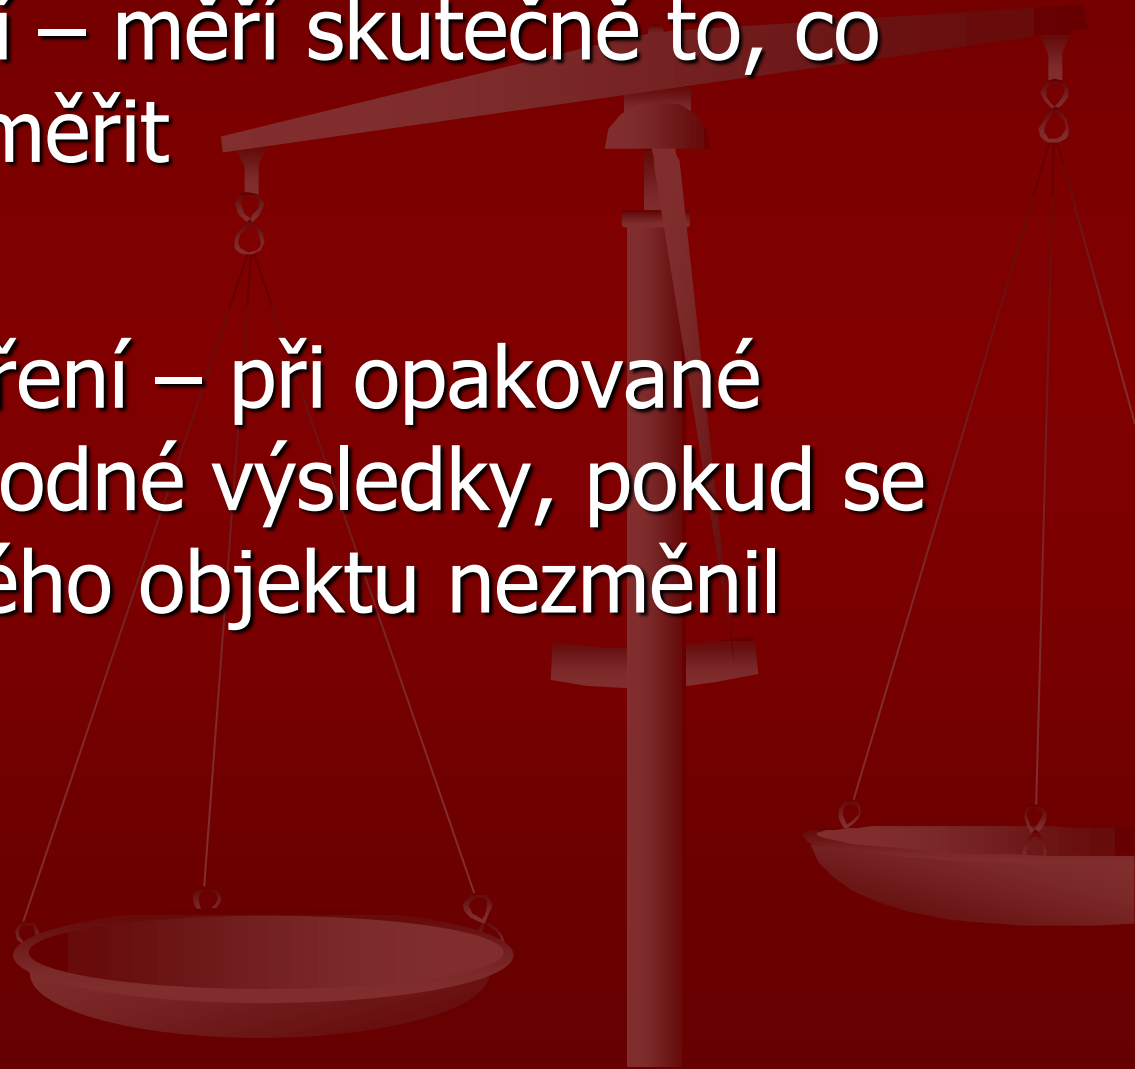 í – měří skutečně to, co
měřit
ření – při opakované
odné výsledky, pokud se
ého objektu nezměnil